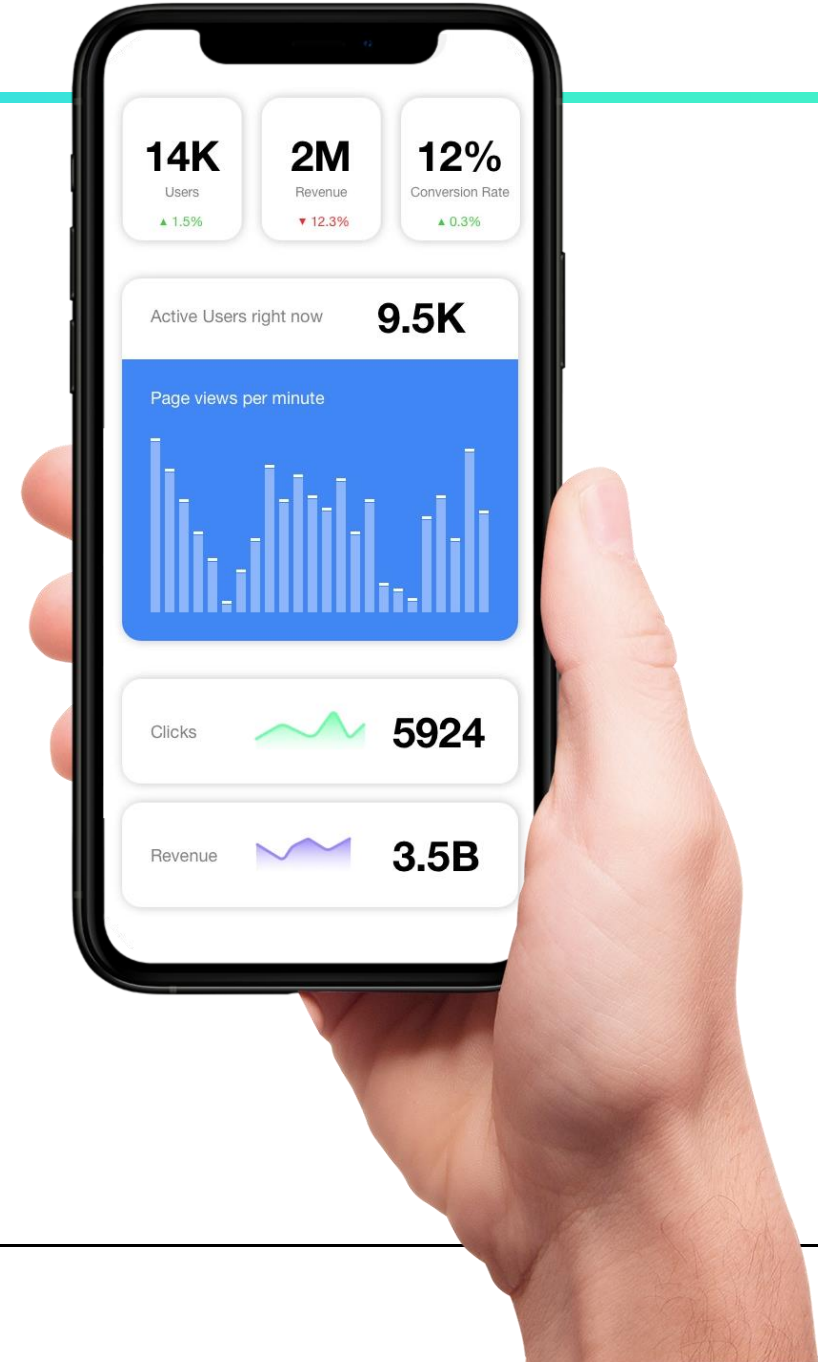 14K
Users
▲ 1.5%
2M
Revenue
▼ 12.3%
12%
Conversion Rate
▲ 0.3%
Active Users right now
9.5K
Page views per minute
Clicks
5924
Revenue
3.5B